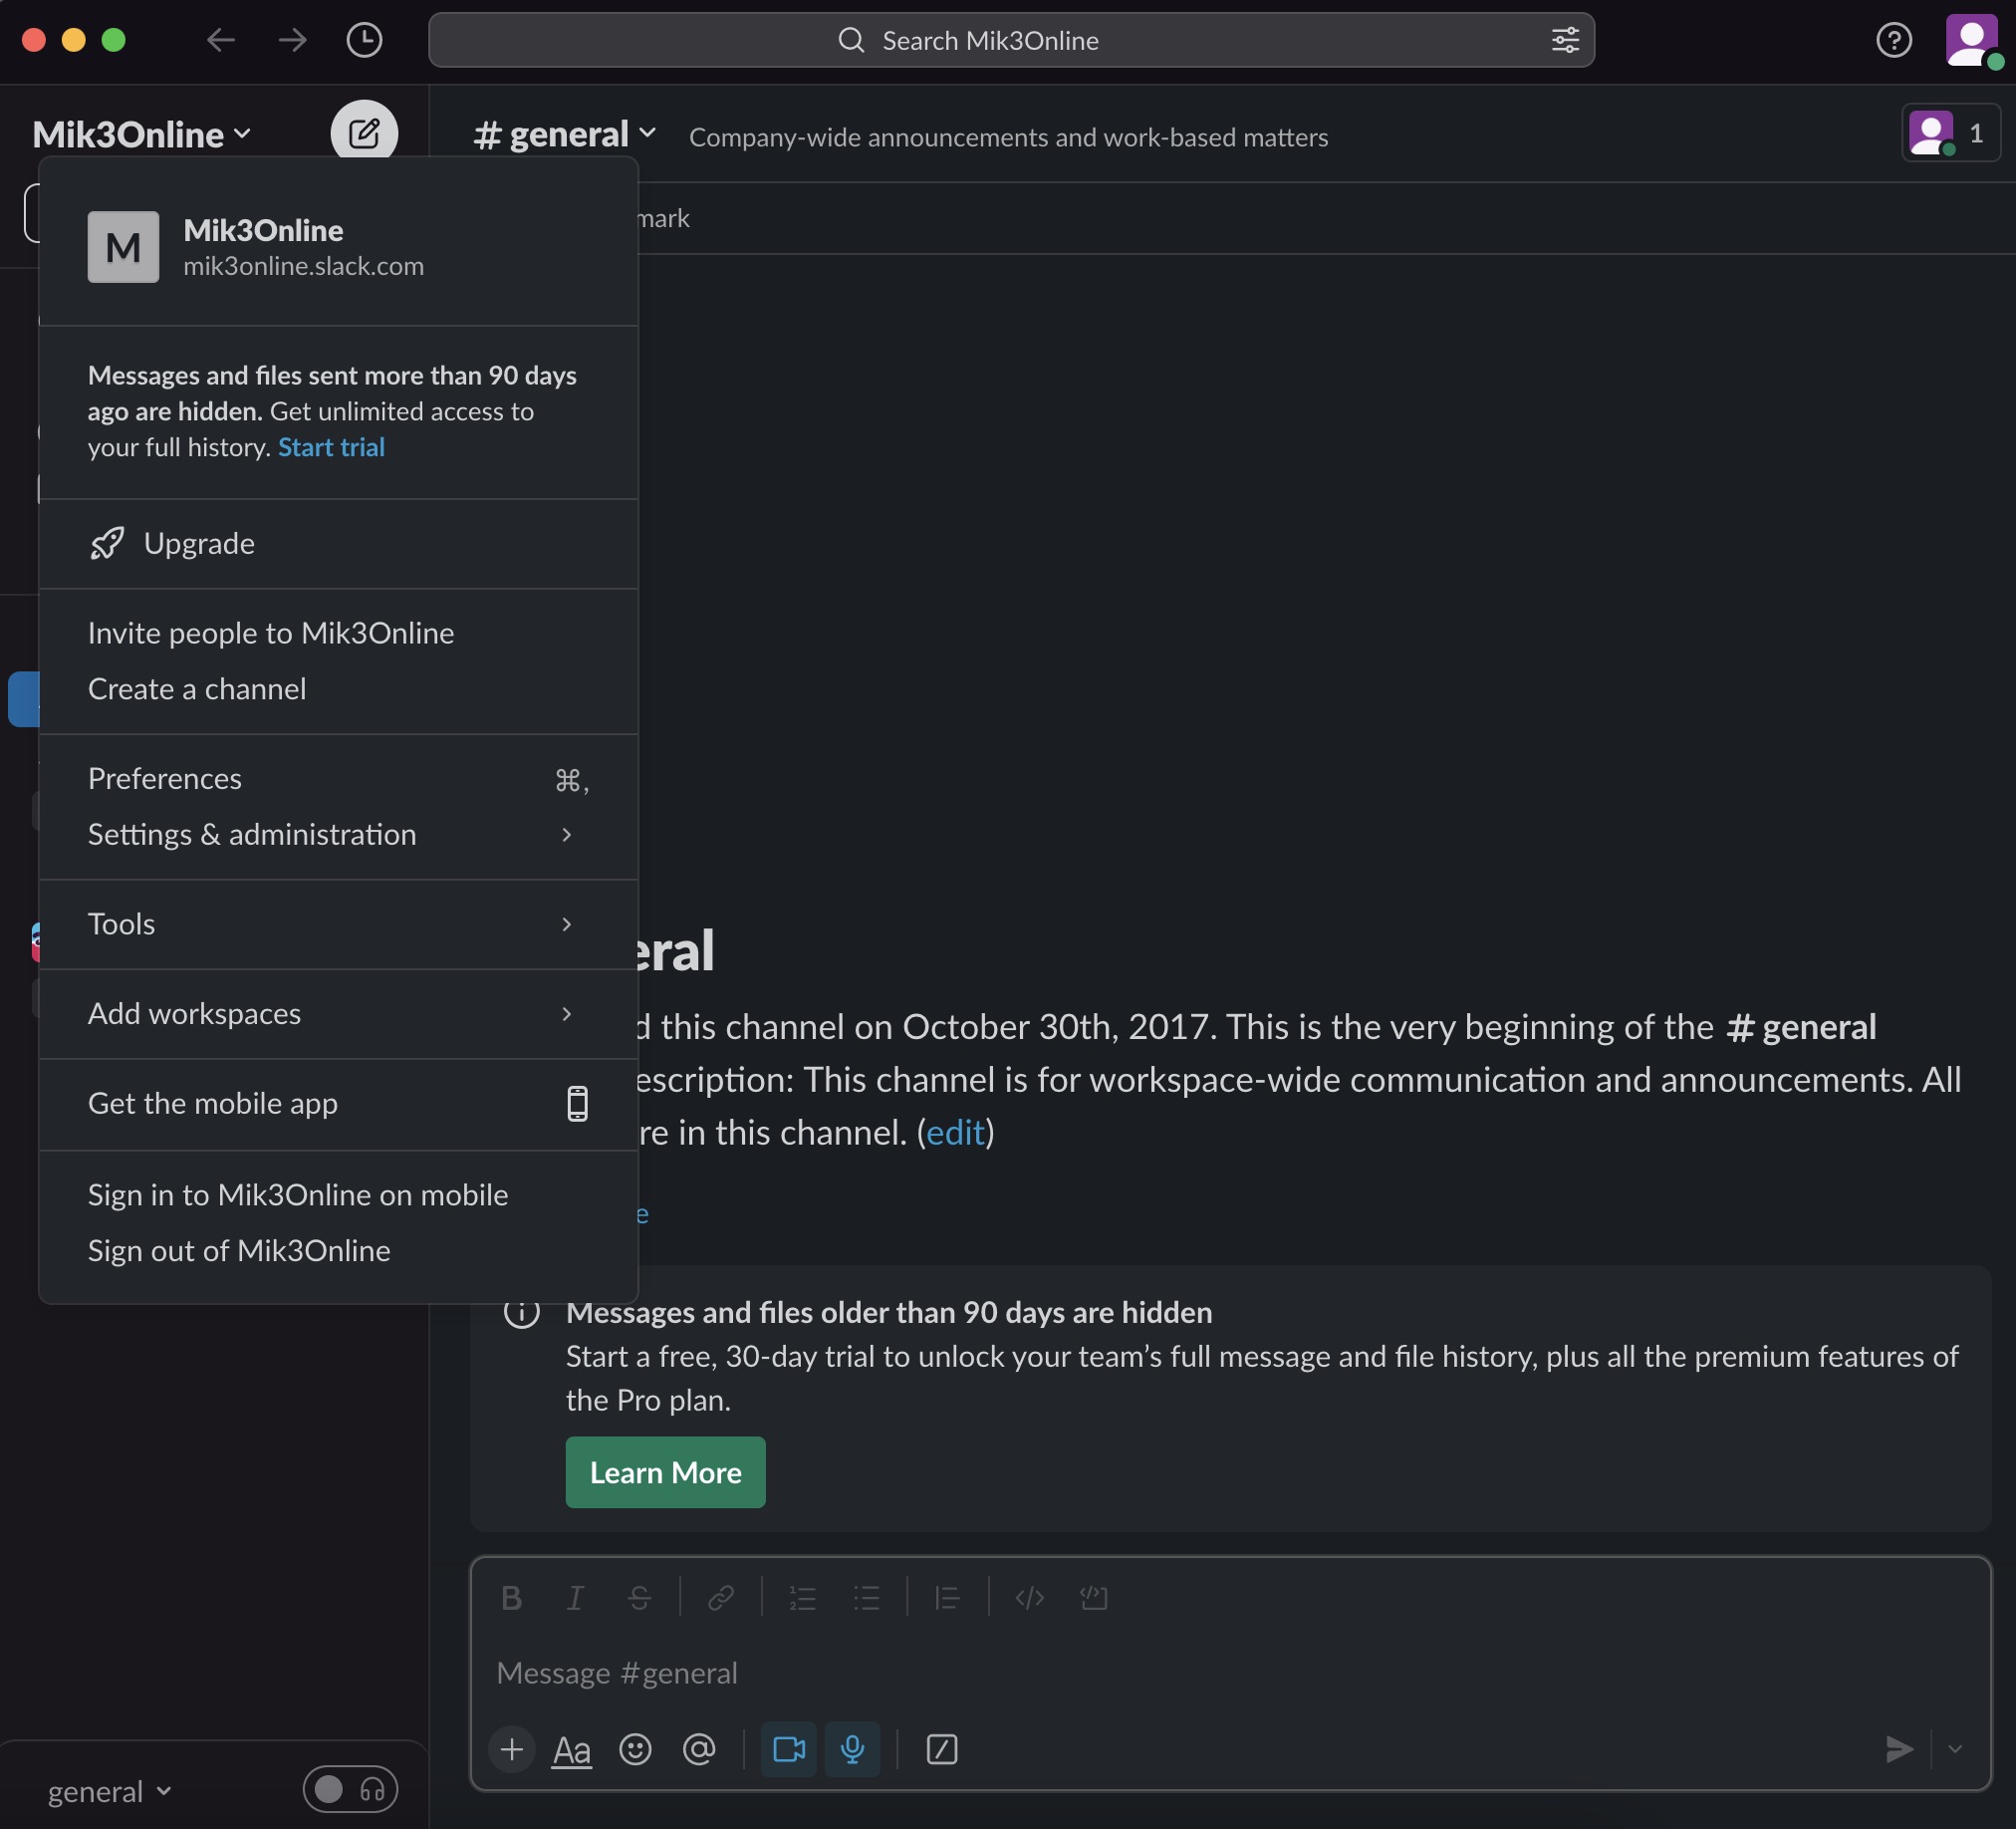 Search Mik3Online
Mik3Online
# general
Company-wide announcements and work-based matters
1
mark
M
Mik3Online
mik3online.slack.com
Messages and files sent more than 90 days
ago are hidden. Get unlimited access to
your full history. Start trial
Upgrade
Invite people to Mik3Online
Create a channel
Preferences ⌘,
Settings & administration
Tools
Add workspaces
Get the mobile app
Sign in to Mik3Online on mobile
Sign out of Mik3Online
eral
d this channel on October 30th, 2017. This is the very beginning of the # general
escription: This channel is for workspace-wide communication and announcements. All
re in this channel. (edit)
e
Messages and files older than 90 days are hidden
Start a free, 30-day trial to unlock your team’s full message and file history, plus all the premium features of
the Pro plan.
Learn More
B I S
Message #general
Aa @
general